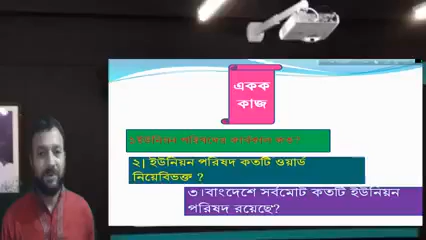 একক
কাজ
২। ইউনিয়ন পরিষদ কতটি ওয়ার্ড
নিয়েবিভক্ত ?
৩।বাংদেশে সর্বমোট কতটি ইউনিয়ন
পরিষদ রয়েছে?